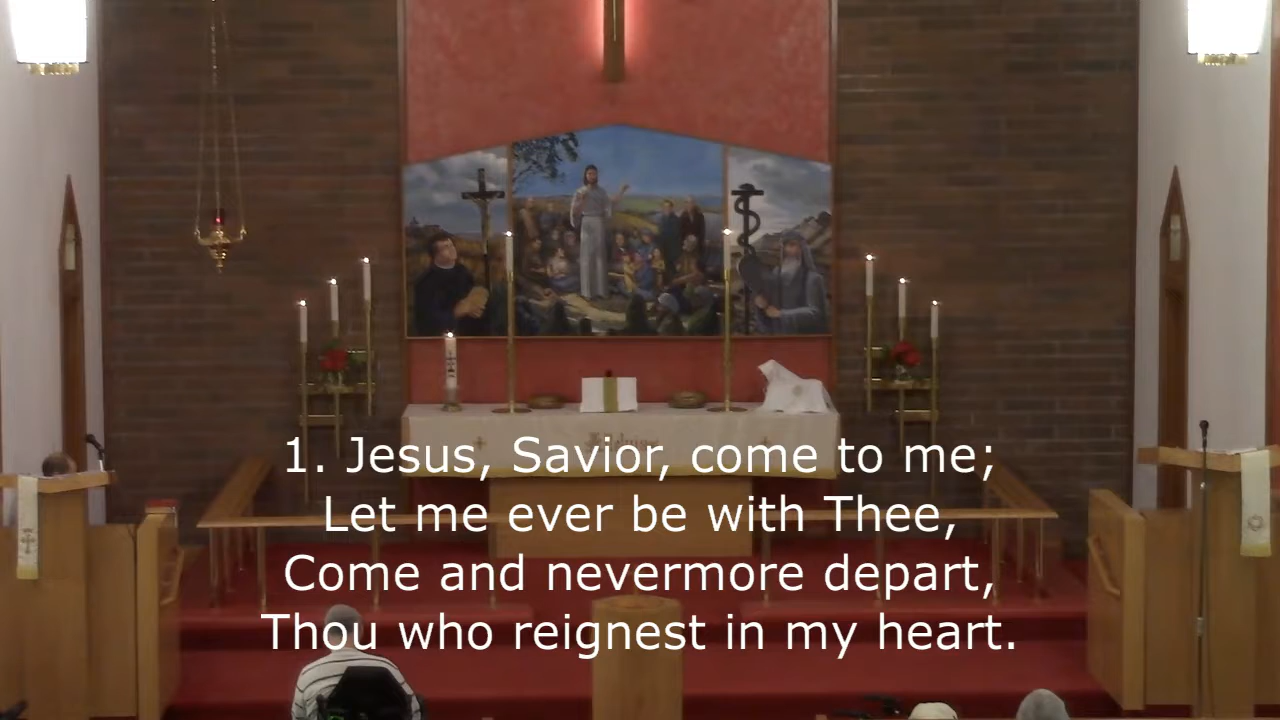 1. Jesus, Savior, come to me;
Let me ever be with Thee,
Come and nevermore depart,
Thou who reignest in my heart.